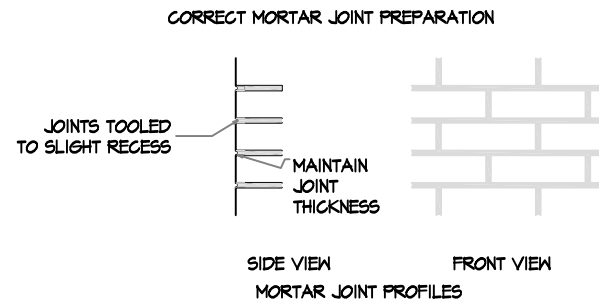 CORRECT MORTAR JOINT PREPARATION
JOINTS TOOLED
TO SLIGHT RECESS
MAINTAIN
JOINT
THICKNESS
SIDE VIEW
FRONT VIEW
MORTAR JOINT PROFILES